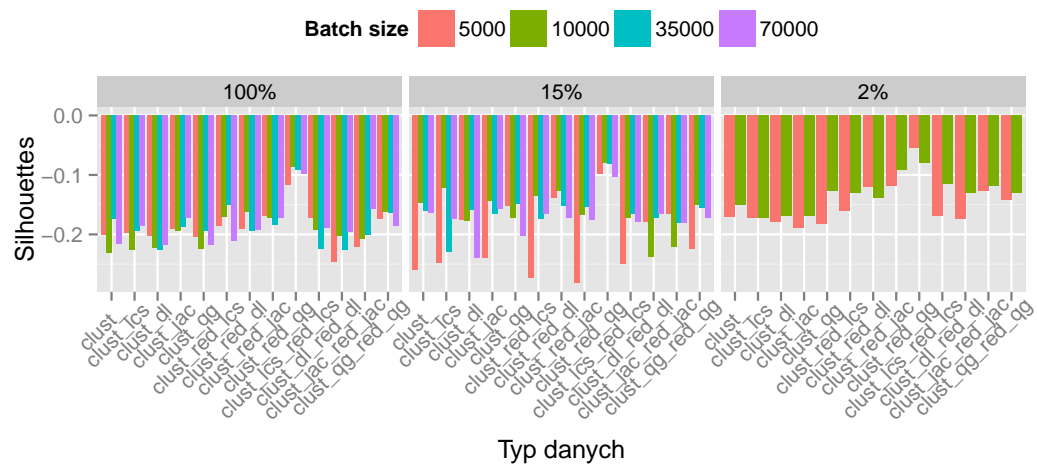 Batch size 5000 10000 35000 70000
100% 15% 2%
0.0
−0.1
−0.2
Silhouettes
clust
clust_lcs
clust_dl
clust_jac
clust_qg
clust_red_lcs
clust_red_dl
clust_red_jac
clust_red_qg
clust_lcs_red_lcs
clust_dl_red_dl
clust_jac_red_jac
clust_qg_red_qg
clust
clust_lcs
clust_dl
clust_jac
clust_qg
clust_red_lcs
clust_red_dl
clust_red_jac
clust_red_qg
clust_lcs_red_lcs
clust_dl_red_dl
clust_jac_red_jac
clust_qg_red_qg
clust
clust_lcs
clust_dl
clust_jac
clust_qg
clust_red_lcs
clust_red_dl
clust_red_jac
clust_red_qg
clust_lcs_red_lcs
clust_dl_red_dl
clust_jac_red_jac
clust_qg_red_qg
Typ danych